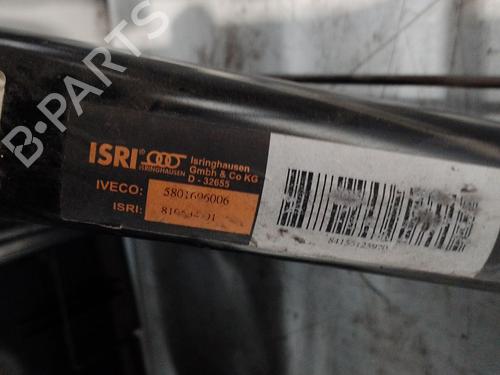 B-PARTS
ISRI®
ISRINGHAUSEN
Isringhausen
Gmbh & Co KG
D - 32655
IVECO: 5801696006
ISRI: